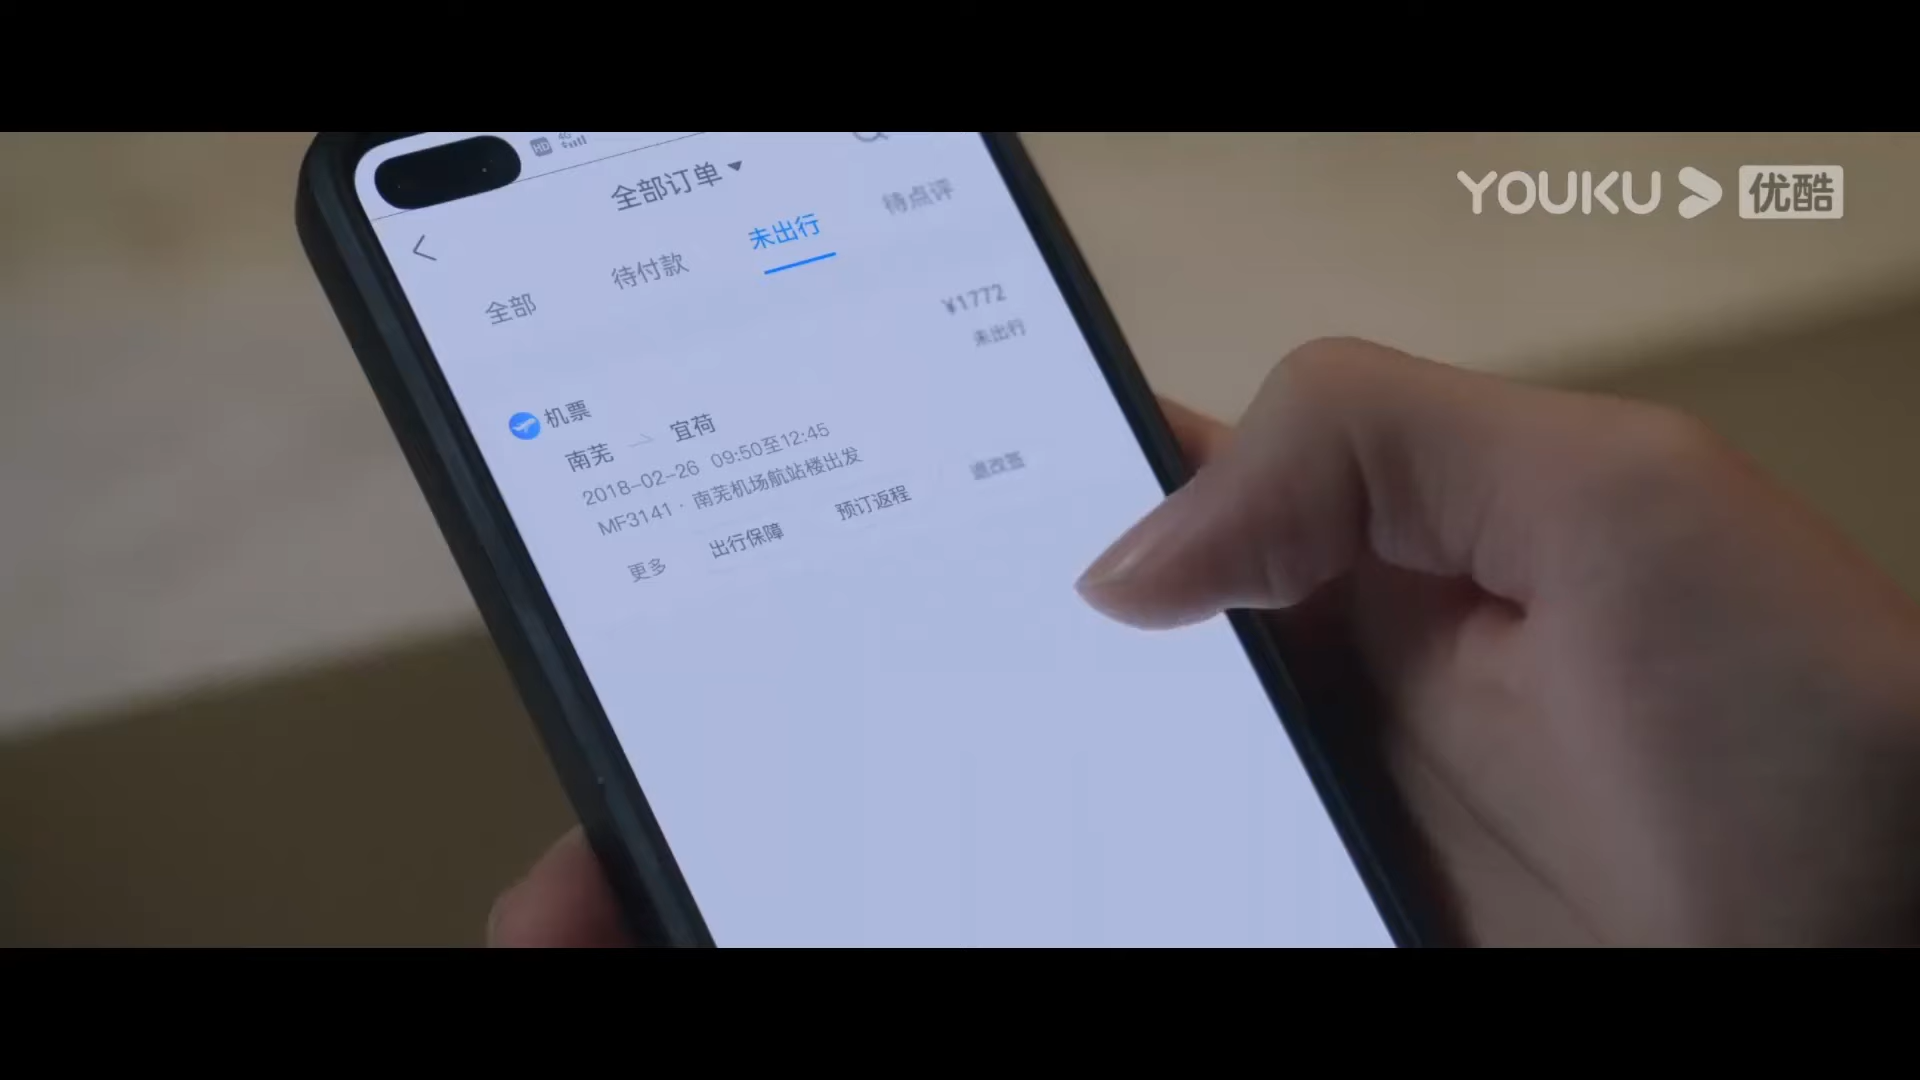 YOUKU 优酷
HD 4G
全部订单
全部 待付款 未出行 待点评
¥1772
未出行
机票
南芜 宜荷
2018-02-26 09:50至12:45
MF3141 · 南芜机场航站楼出发
更多 出行保障 预订返程 退改签